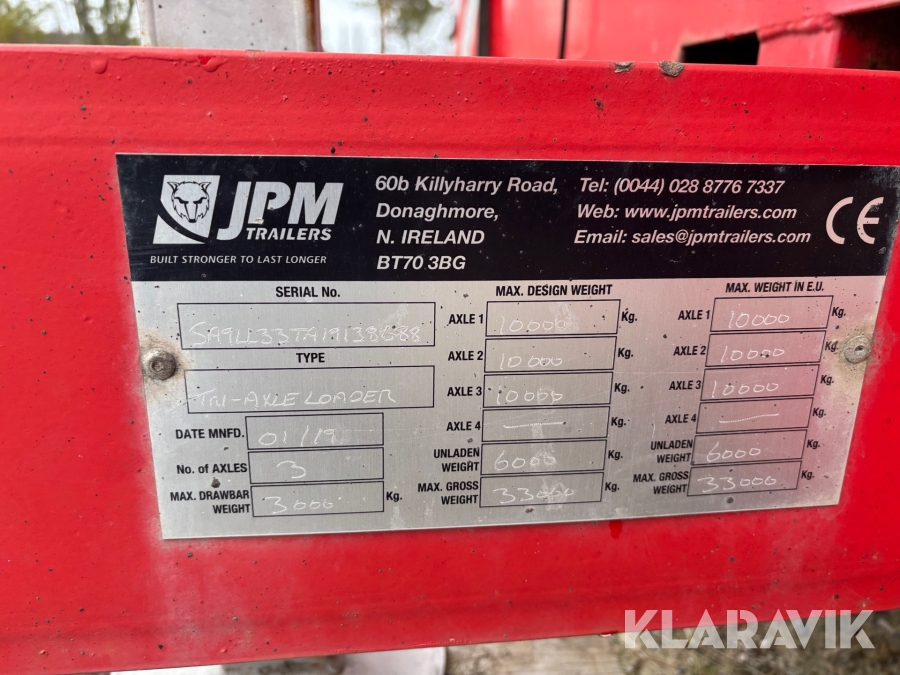 JPM
TRAILERS
BUILT STRONGER TO LAST LONGER
60b Killyharry Road,
Donaghmore,
N. IRELAND
BT70 3BG
Tel: (0044) 028 8776 7337
Web: www.jpmtrailers.com
Email: sales@jpmtrailers.com
CE
SERIAL No.
TYPE
TRI-AXLE LOADER
DATE MNFD. 01/19
No. of AXLES 3
MAX. DRAWBAR WEIGHT 3000 Kg.
MAX. DESIGN WEIGHT
AXLE 1 10000 Kg.
AXLE 2 10000 Kg.
AXLE 3 10000 Kg.
AXLE 4 — Kg.
UNLADEN WEIGHT 6000 Kg.
MAX. GROSS WEIGHT 33000 Kg.
MAX. WEIGHT IN E.U.
AXLE 1 10000 Kg.
AXLE 2 10000 Kg.
AXLE 3 10000 Kg.
AXLE 4 — Kg.
UNLADEN WEIGHT 6000 Kg.
MAX. GROSS WEIGHT 33000 Kg.
KLARAVIK